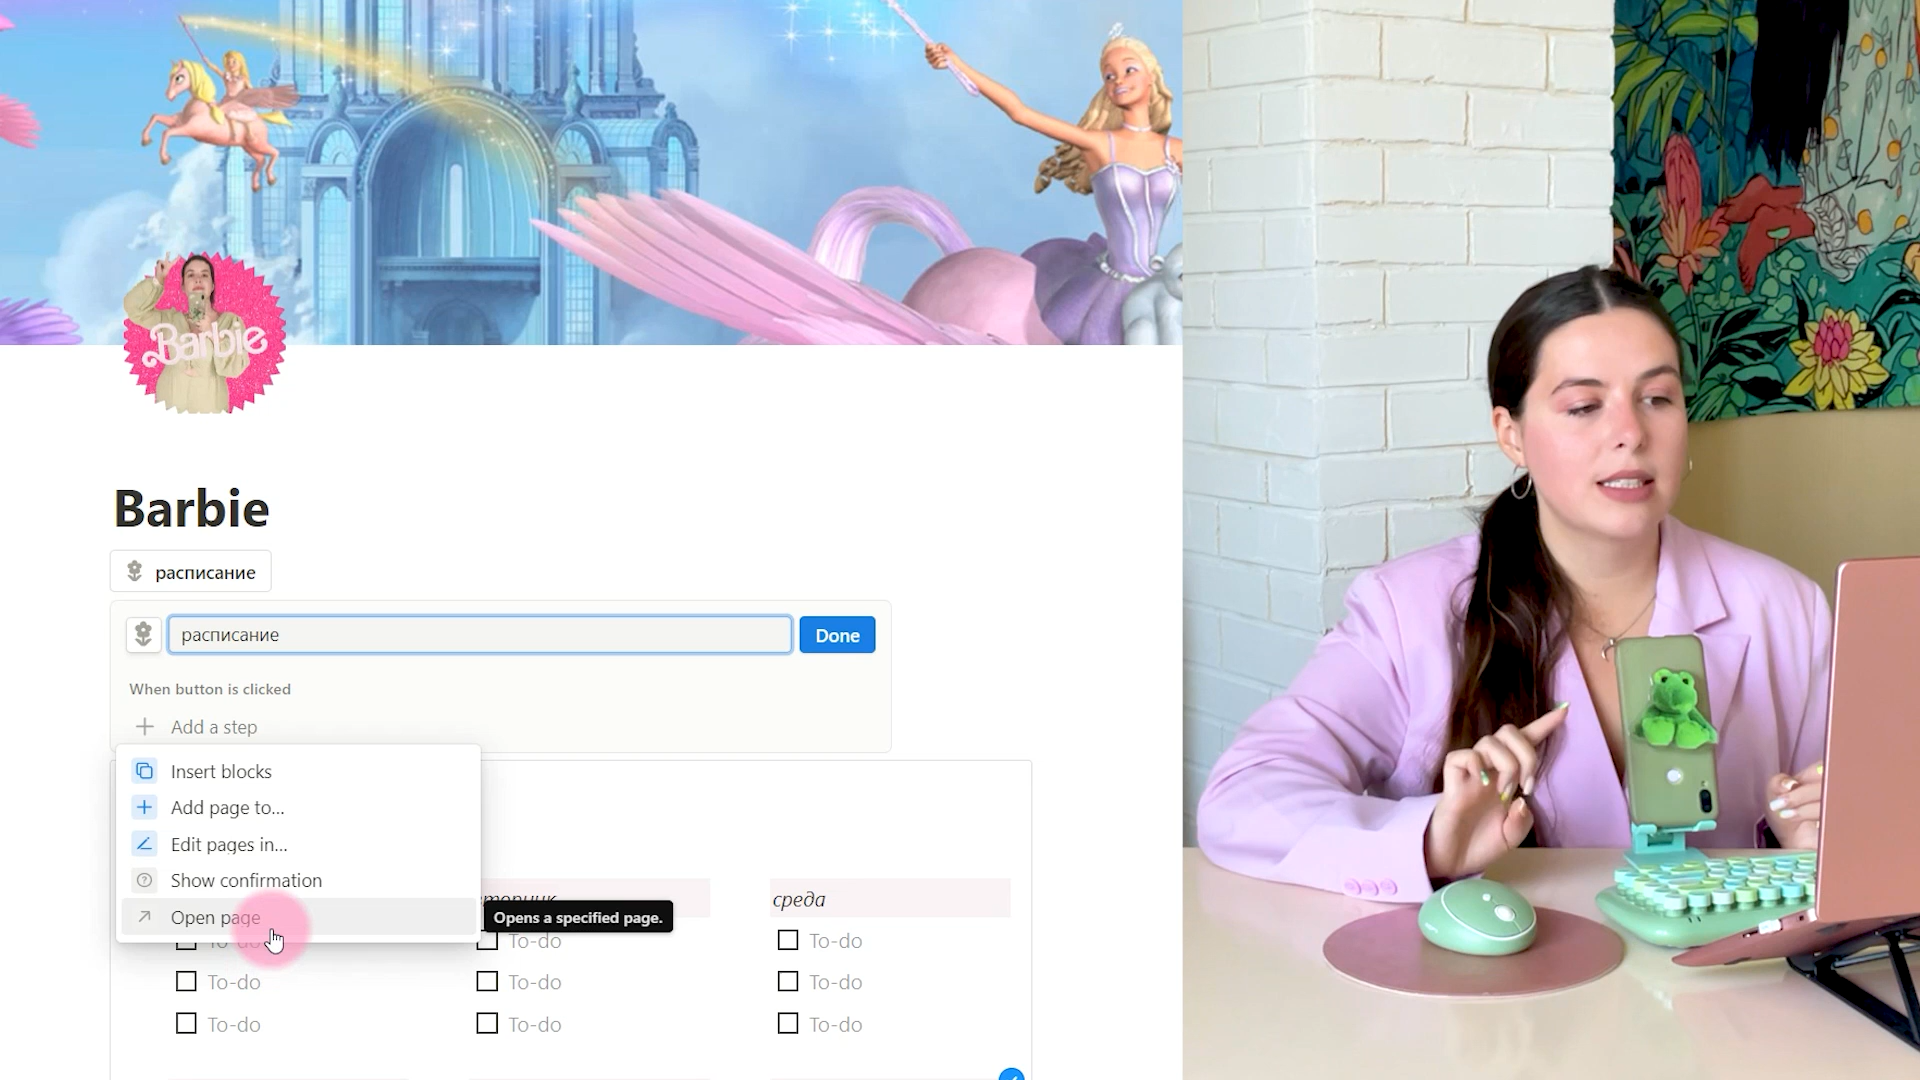 Barbie
Barbie
расписание
расписание
Done
When button is clicked
Add a step
Insert blocks
Add page to...
Edit pages in...
Show confirmation
Open page
Opens a specified page.
среда
To-do
To-do
To-do
To-do
To-do
To-do
To-do
To-do